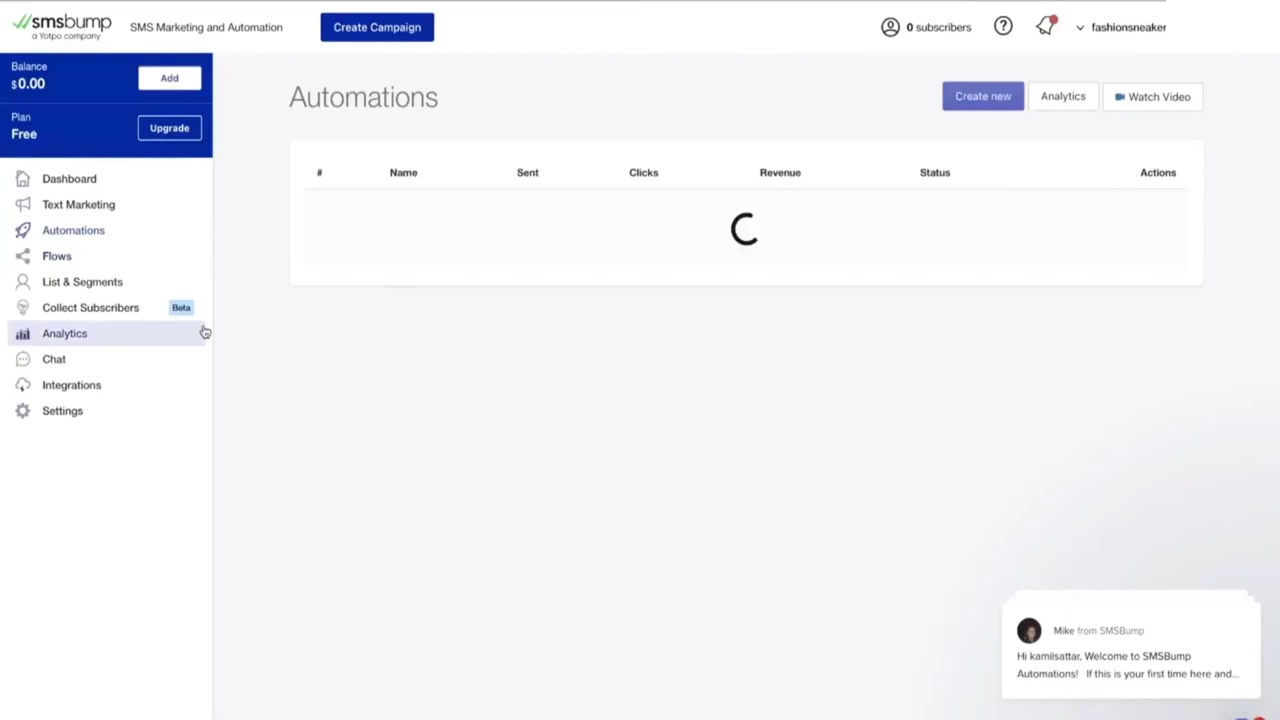 smsbump
a Yotpo company
SMS Marketing and Automation
Create Campaign
0 subscribers
fashionsneaker
Balance
$0.00
Add
Plan
Free
Upgrade
Dashboard
Text Marketing
Automations
Flows
List & Segments
Collect Subscribers Beta
Analytics
Chat
Integrations
Settings
Automations
Create new
Analytics
Watch Video
# Name Sent Clicks Revenue Status Actions
Mike from SMSBump
Hi kamilsattar, Welcome to SMSBump
Automations! If this is your first time here and...